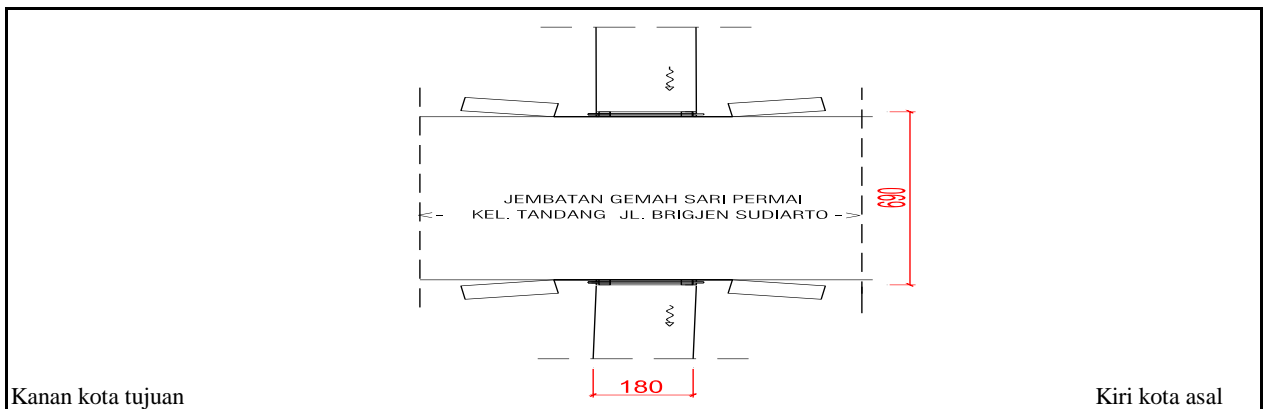 JEMBATAN GEMAH SARI PERMAI
<- KEL. TANDANG JL. BRIGJEN SUDIARTO ->
690
180
Kanan kota tujuan
Kiri kota asal